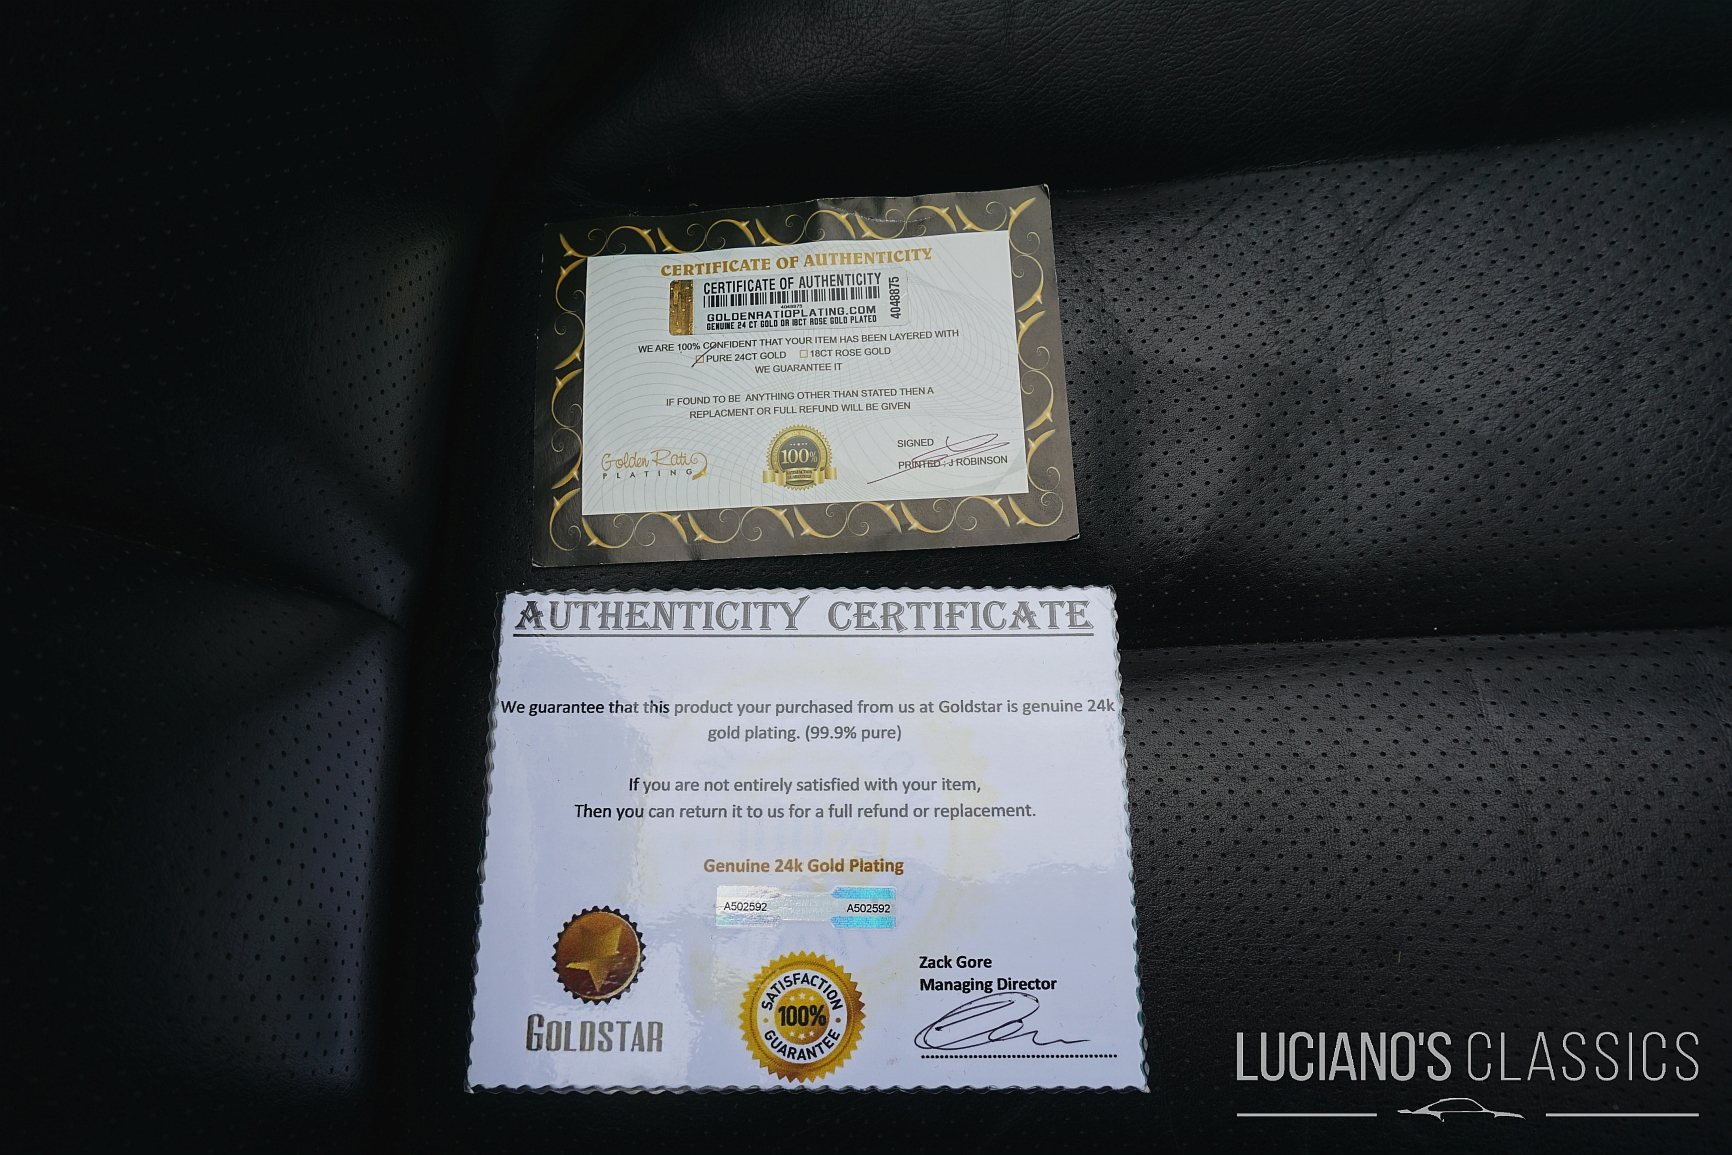 CERTIFICATE OF AUTHENTICITY
CERTIFICATE OF AUTHENTICITY
4048875
4048875
GOLDENRATIOPLATING.COM
GENUINE 24 CT GOLD OR 18CT ROSE GOLD PLATED
WE ARE 100% CONFIDENT THAT YOUR ITEM HAS BEEN LAYERED WITH
PURE 24CT GOLD 18CT ROSE GOLD
WE GUARANTEE IT
IF FOUND TO BE ANYTHING OTHER THAN STATED THEN A
REPLACMENT OR FULL REFUND WILL BE GIVEN
SIGNED
PRINTED : J ROBINSON
Golden Ratio
PLATING
100%
SATISFACTION
GUARANTEE
AUTHENTICITY CERTIFICATE
We guarantee that this product your purchased from us at Goldstar is genuine 24k
gold plating. (99.9% pure)
If you are not entirely satisfied with your item,
Then you can return it to us for a full refund or replacement.
Genuine 24k Gold Plating
A502592 A502592
Zack Gore
Managing Director
GOLDSTAR
SATISFACTION
100%
GUARANTEE
LUCIANO'S CLASSICS